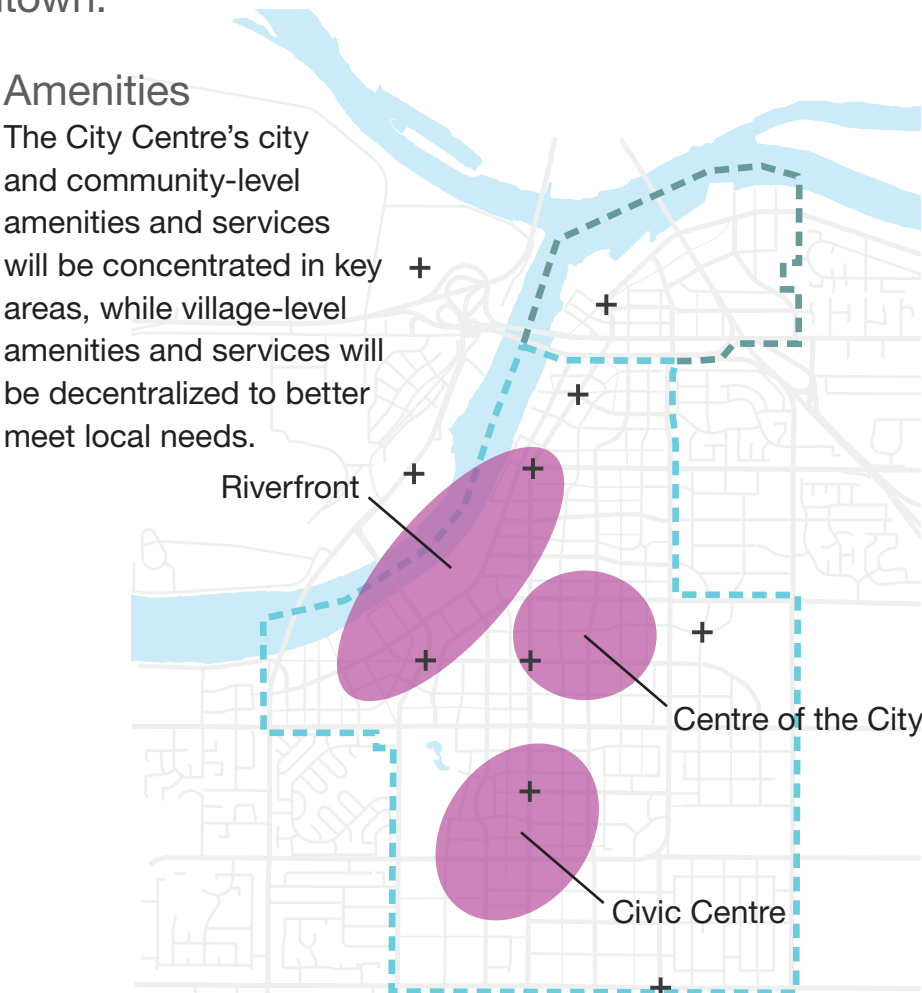 Amenities
The City Centre’s city
and community-level
amenities and services
will be concentrated in key
areas, while village-level
amenities and services will
be decentralized to better
meet local needs.
Riverfront
Centre of the City
Civic Centre